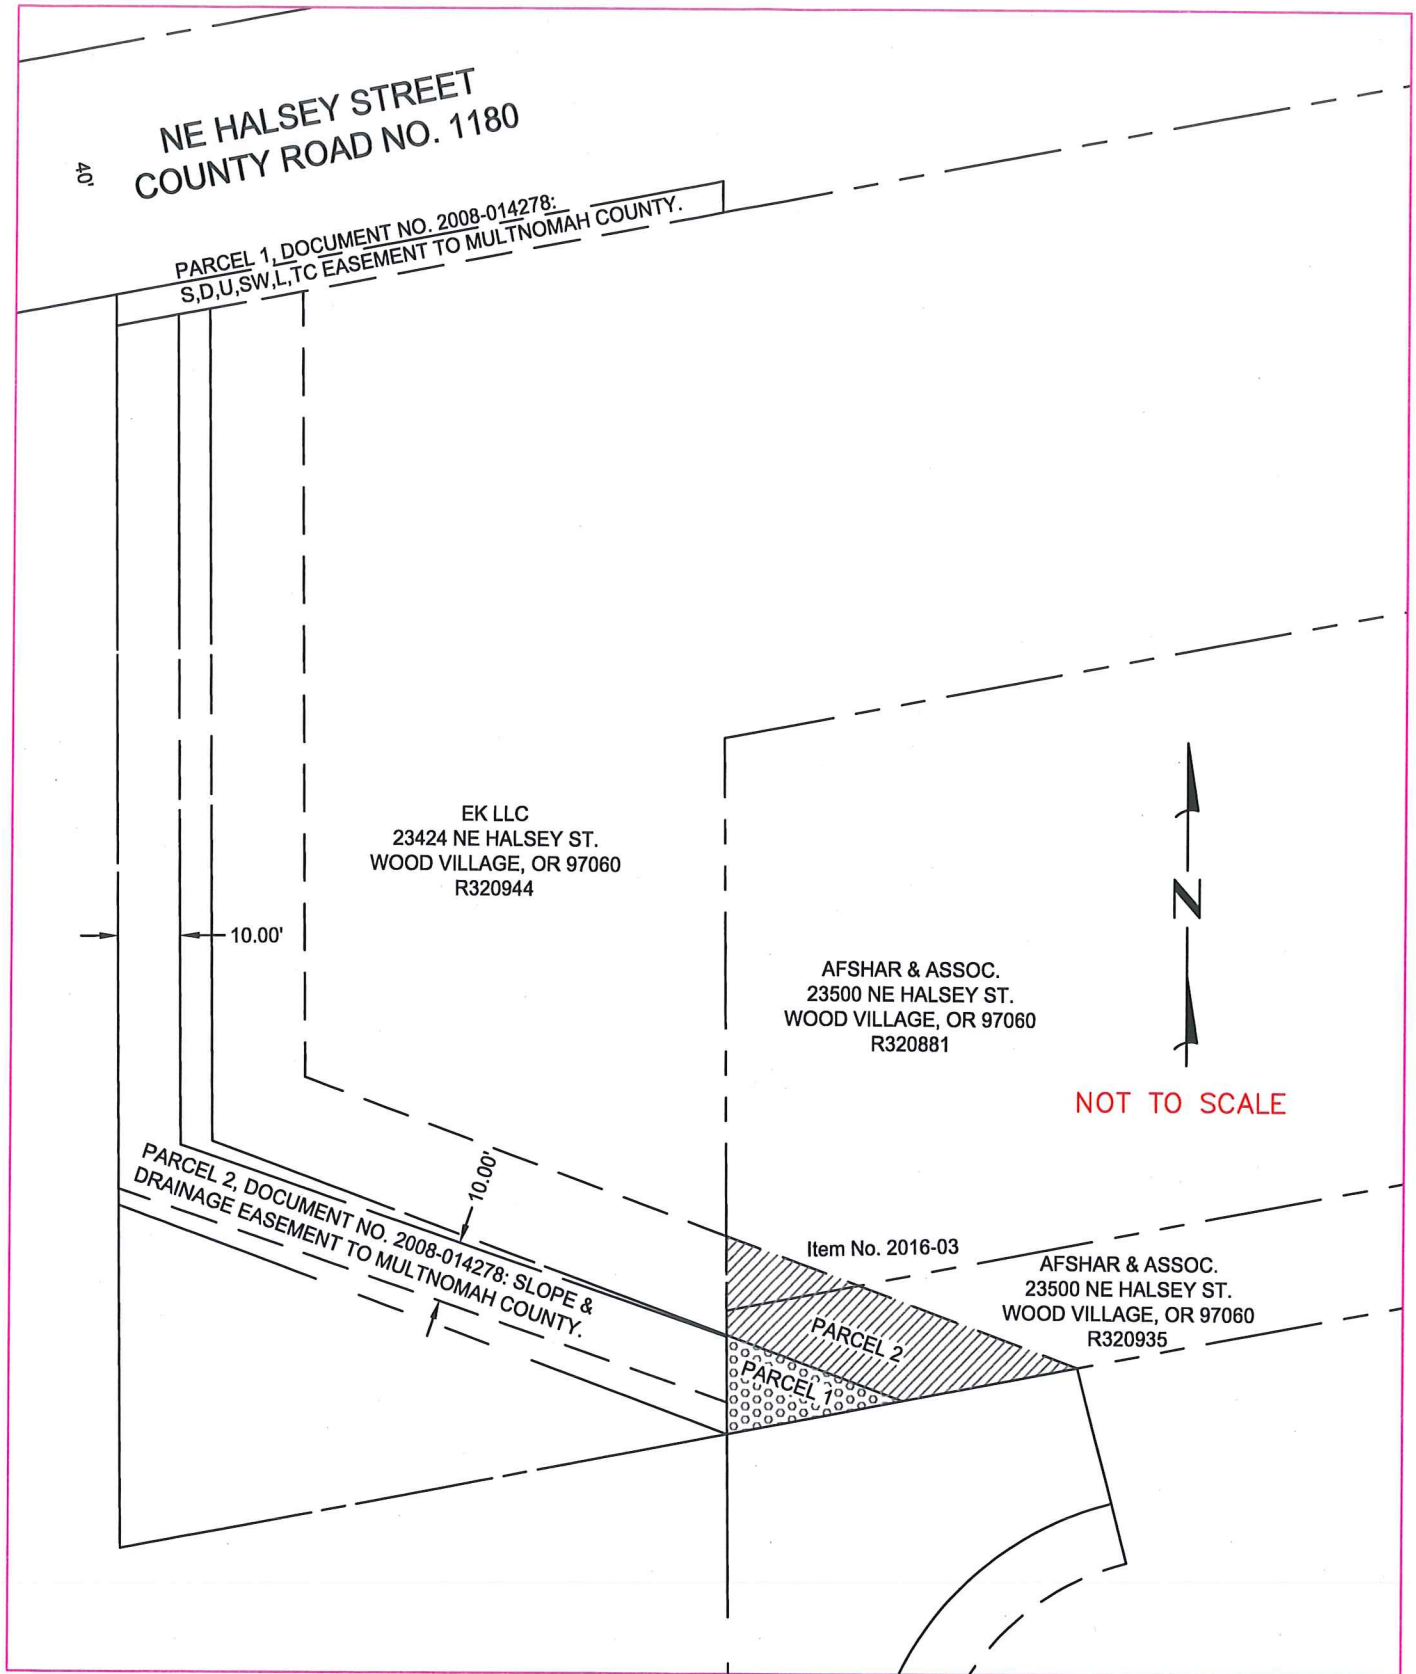 NE HALSEY STREET
COUNTY ROAD NO. 1180
40'
PARCEL 1, DOCUMENT NO. 2008-014278:
S,D,U,SW,L,TC EASEMENT TO MULTNOMAH COUNTY.
EK LLC
23424 NE HALSEY ST.
WOOD VILLAGE, OR 97060
R320944
10.00'
AFSHAR & ASSOC.
23500 NE HALSEY ST.
WOOD VILLAGE, OR 97060
R320881
N
NOT TO SCALE
10.00'
PARCEL 2, DOCUMENT NO. 2008-014278: SLOPE &
DRAINAGE EASEMENT TO MULTNOMAH COUNTY.
Item No. 2016-03
AFSHAR & ASSOC.
23500 NE HALSEY ST.
WOOD VILLAGE, OR 97060
R320935
PARCEL 2
PARCEL 1